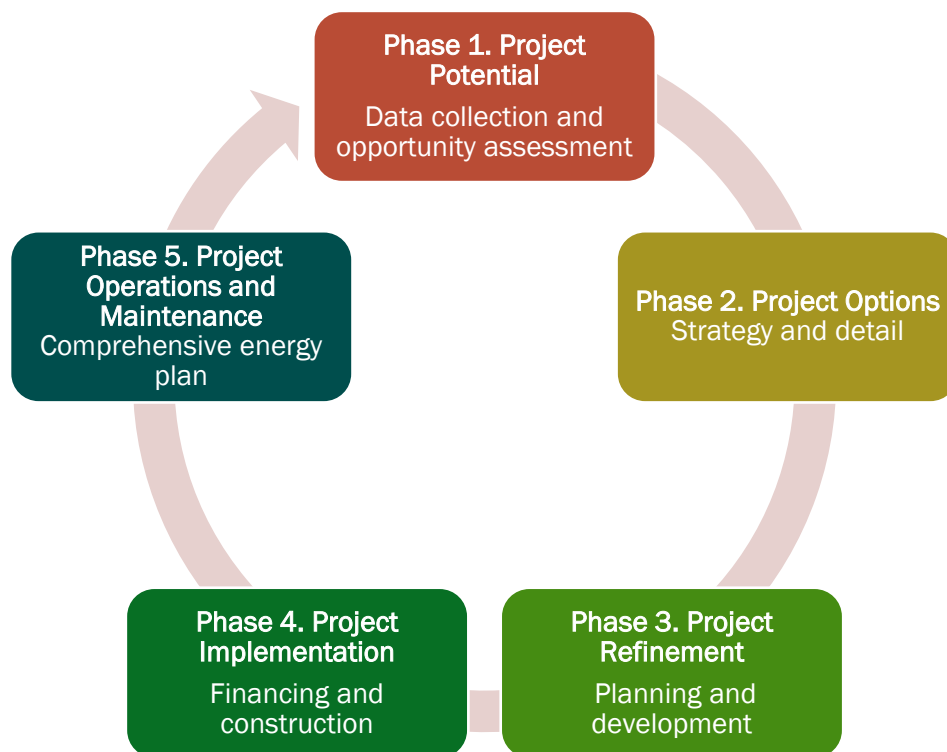 Phase 1. Project
Potential
Data collection and
opportunity assessment
Phase 2. Project Options
Strategy and detail
Phase 3. Project
Refinement
Planning and
development
Phase 4. Project
Implementation
Financing and
construction
Phase 5. Project
Operations and
Maintenance
Comprehensive energy
plan